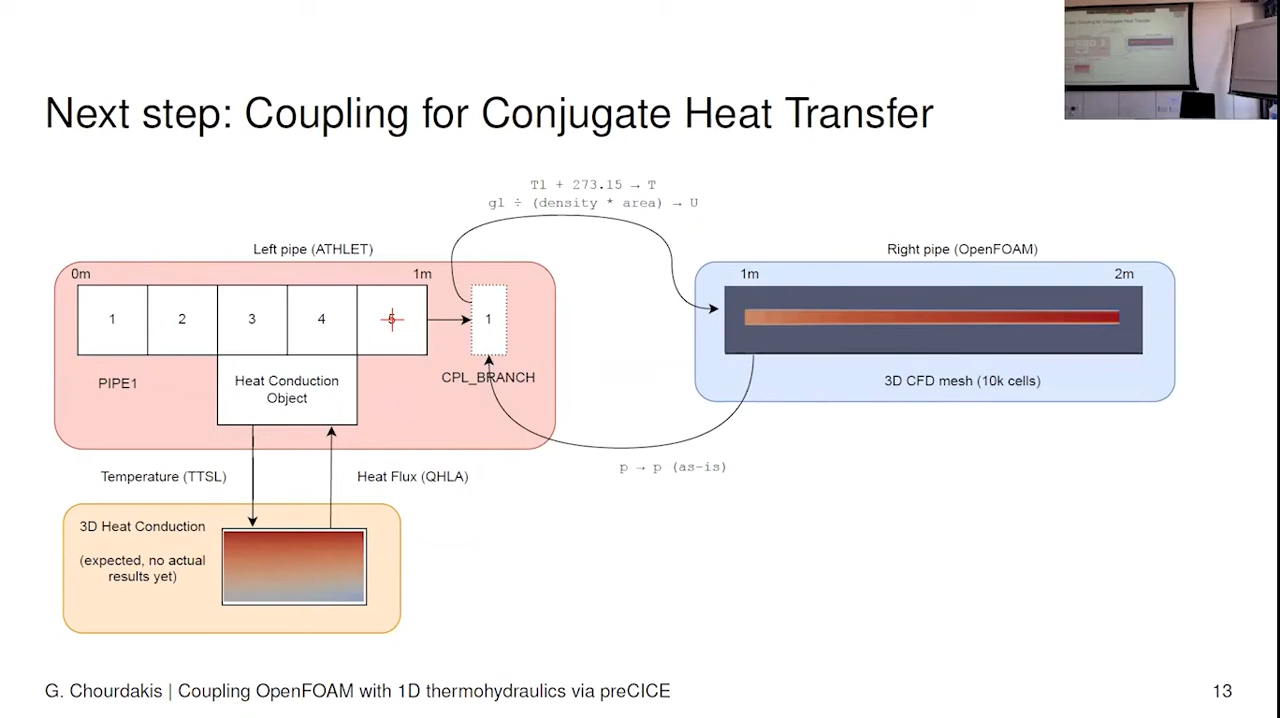 Next step: Coupling for Conjugate Heat Transfer
Tl + 273.15 → T
gl ÷ (density * area) → U
Left pipe (ATHLET)
0m
1m
1
2
3
4
5
1
PIPE1
Heat Conduction
Object
CPL_BRANCH
Right pipe (OpenFOAM)
1m
2m
3D CFD mesh (10k cells)
p → p (as-is)
Temperature (TTSL)
Heat Flux (QHLA)
3D Heat Conduction
(expected, no actual
results yet)
G. Chourdakis | Coupling OpenFOAM with 1D thermohydraulics via preCICE
13